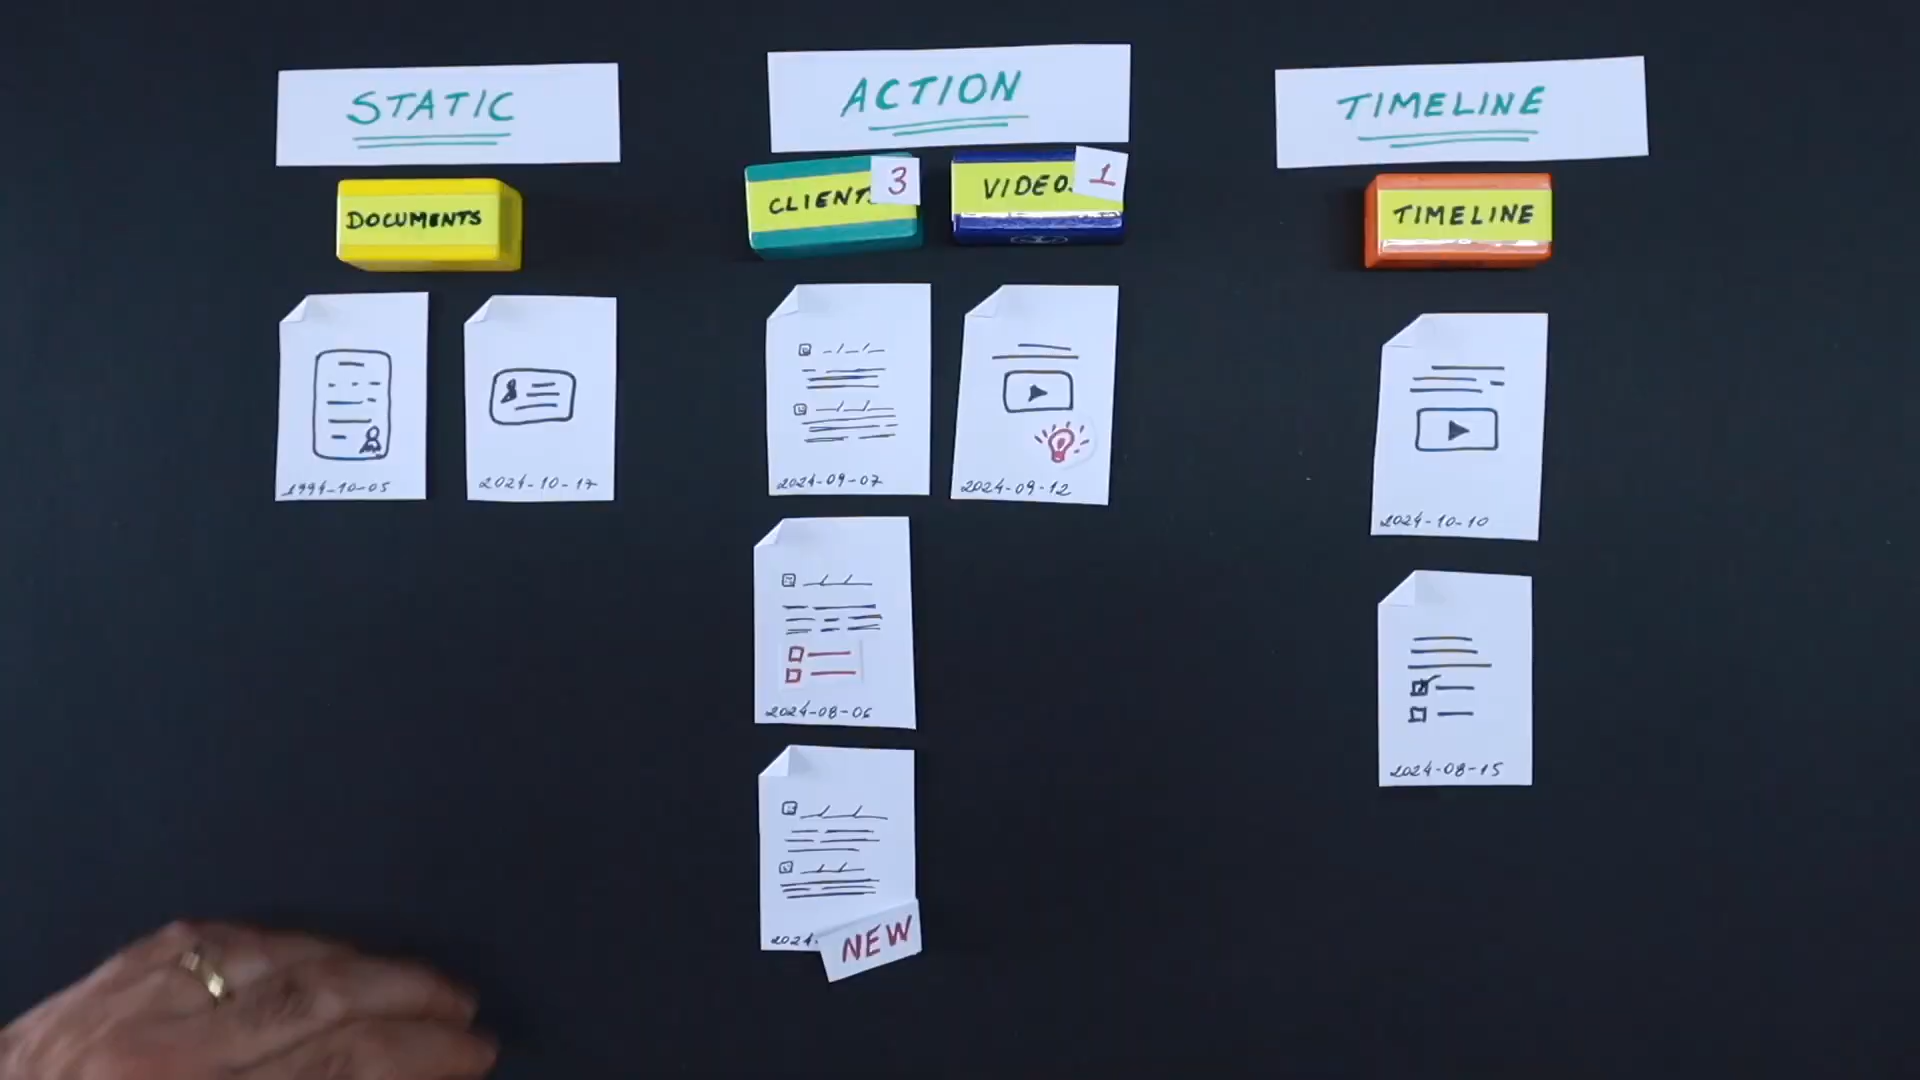 STATIC
ACTION
TIMELINE
DOCUMENTS
CLIENT
3
VIDEO
1
TIMELINE
1994-10-05
2024-10-17
2024-09-07
2024-09-12
2024-10-10
2024-08-06
2024-08-15
2024-
NEW